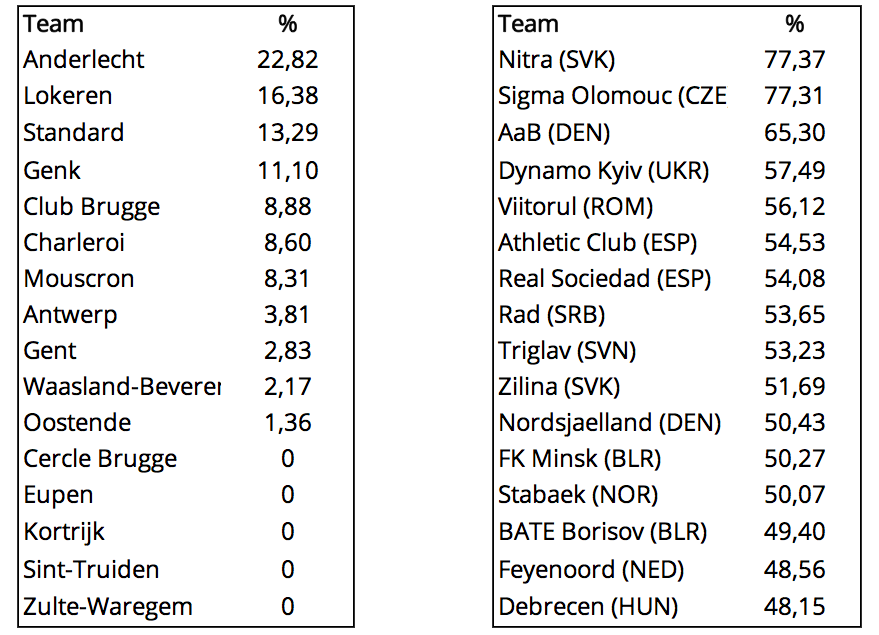 Team %
Anderlecht 22,82
Lokeren 16,38
Standard 13,29
Genk 11,10
Club Brugge 8,88
Charleroi 8,60
Mouscron 8,31
Antwerp 3,81
Gent 2,83
Waasland-Beveren 2,17
Oostende 1,36
Cercle Brugge 0
Eupen 0
Kortrijk 0
Sint-Truiden 0
Zulte-Waregem 0
Team %
Nitra (SVK) 77,37
Sigma Olomouc (CZE 77,31
AaB (DEN) 65,30
Dynamo Kyiv (UKR) 57,49
Viitorul (ROM) 56,12
Athletic Club (ESP) 54,53
Real Sociedad (ESP) 54,08
Rad (SRB) 53,65
Triglav (SVN) 53,23
Zilina (SVK) 51,69
Nordsjaelland (DEN) 50,43
FK Minsk (BLR) 50,27
Stabaek (NOR) 50,07
BATE Borisov (BLR) 49,40
Feyenoord (NED) 48,56
Debrecen (HUN) 48,15